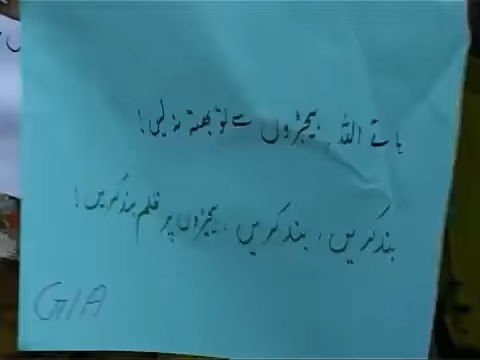 ہائے اللہ، ہیجڑوں سے تو بھتہ نہ لیں!
بند کریں، بند کریں، ہیجڑوں پر ظلم بند کریں!
GIA